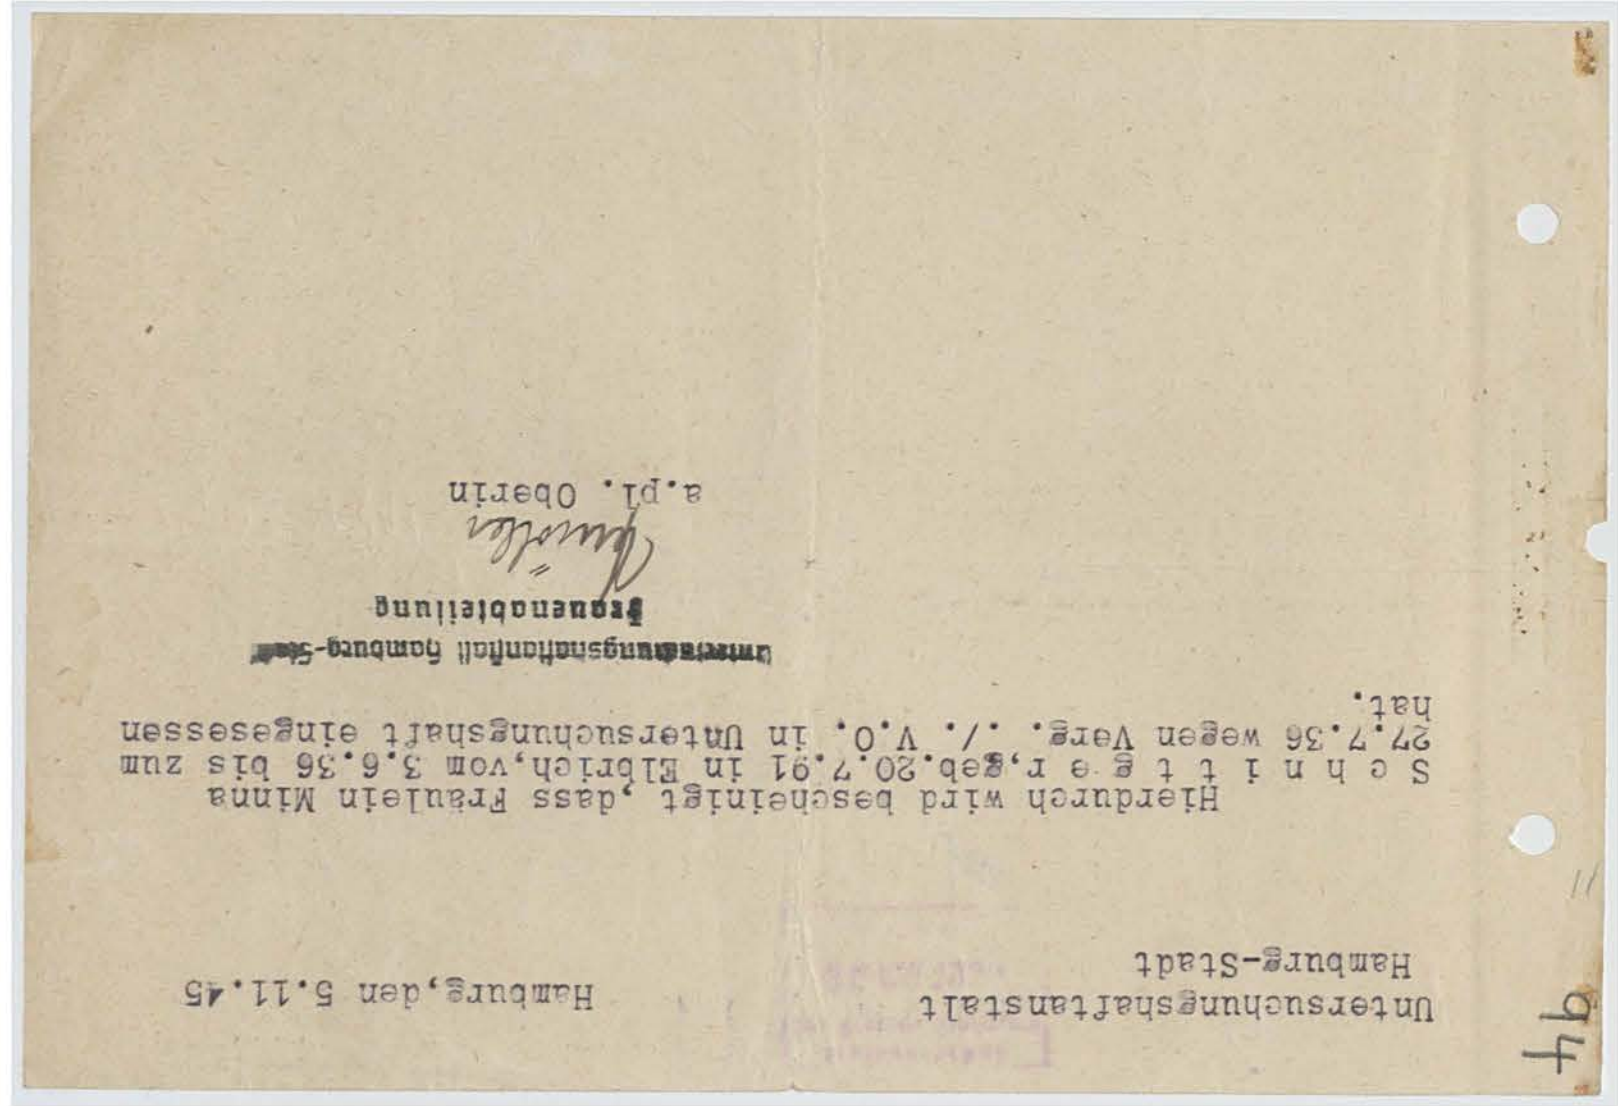 94
Untersuchungshaftanstalt
Hamburg-Stadt
Hamburg,den 5.11.45
Hierdurch wird bescheinigt,dass Fräulein Minna
S c h n i t t g e r,geb.20.7.91 in Elbrich,vom 3.6.36 bis zum
27.7.36 wegen Verg. ./. V.O. in Untersuchungshaft eingesessen
hat.
Untersuchungshaftanstalt Hamburg-Stadt
Frauenabteilung
a.pl. Oberin
11